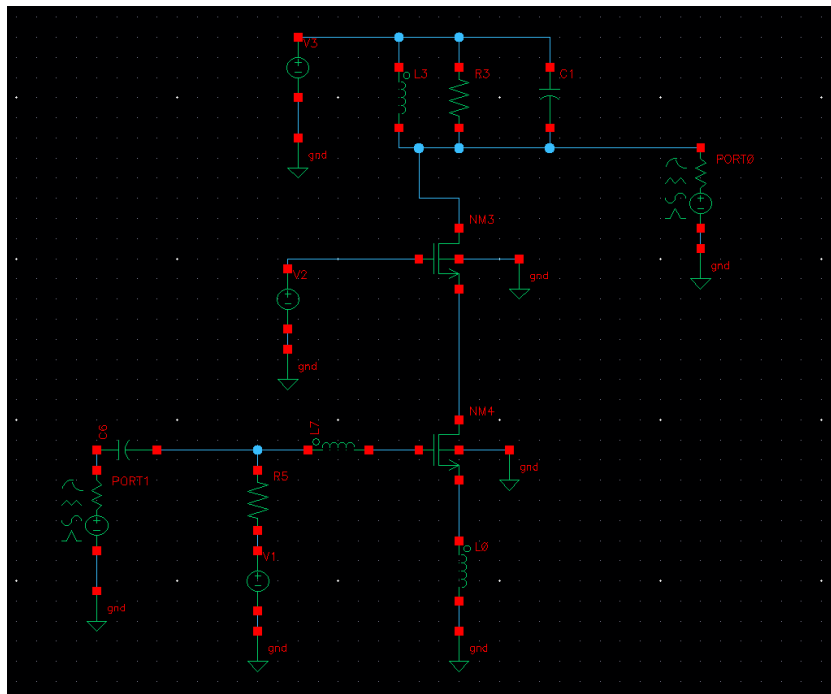 V3
L3
R3
C1
gnd
PORT0
NM3
V2
gnd
gnd
gnd
NM4
C6
L7
PORT1
R5
gnd
V1
L0
gnd
gnd
gnd